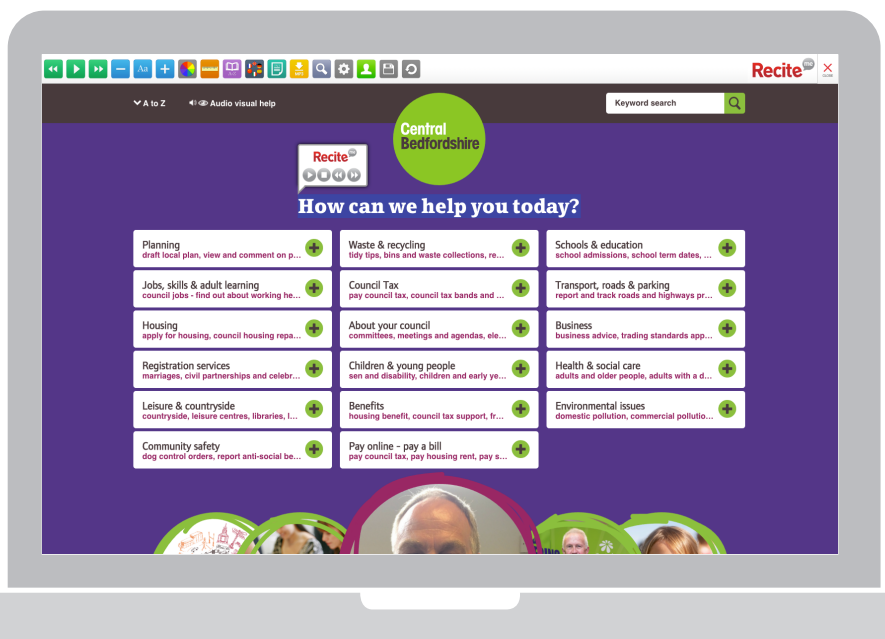 Aa
Recite me
CLOSE
A to Z
Audio visual help
Keyword search
Central
Bedfordshire
Recite me
How can we help you today?
Planning
draft local plan, view and comment on p...
Waste & recycling
tidy tips, bins and waste collections, re...
Schools & education
school admissions, school term dates, ...
Jobs, skills & adult learning
council jobs - find out about working he...
Council Tax
pay council tax, council tax bands and ...
Transport, roads & parking
report and track roads and highways pr...
Housing
apply for housing, council housing repa...
About your council
committees, meetings and agendas, ele...
Business
business advice, trading standards app...
Registration services
marriages, civil partnerships and celebr...
Children & young people
sen and disability, children and early ye...
Health & social care
adults and older people, adults with a d...
Leisure & countryside
countryside, leisure centres, libraries, l...
Benefits
housing benefit, council tax support, fr...
Environmental issues
domestic pollution, commercial pollutio...
Community safety
dog control orders, report anti-social be...
Pay online - pay a bill
pay council tax, pay housing rent, pay s...